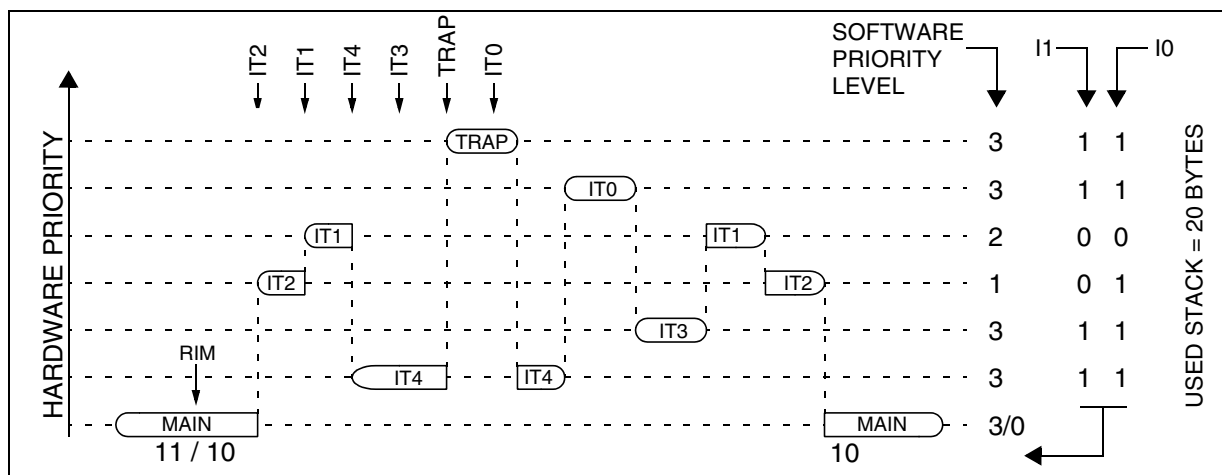 IT2
IT1
IT4
IT3
TRAP
IT0
SOFTWARE
PRIORITY
LEVEL
I1
I0
HARDWARE PRIORITY
TRAP
3
1 1
IT0
3
1 1
IT1
IT1
2
0 0
IT2
IT2
1
0 1
IT3
3
1 1
RIM
IT4
IT4
3
1 1
MAIN
MAIN
3/0
11 / 10
10
USED STACK = 20 BYTES